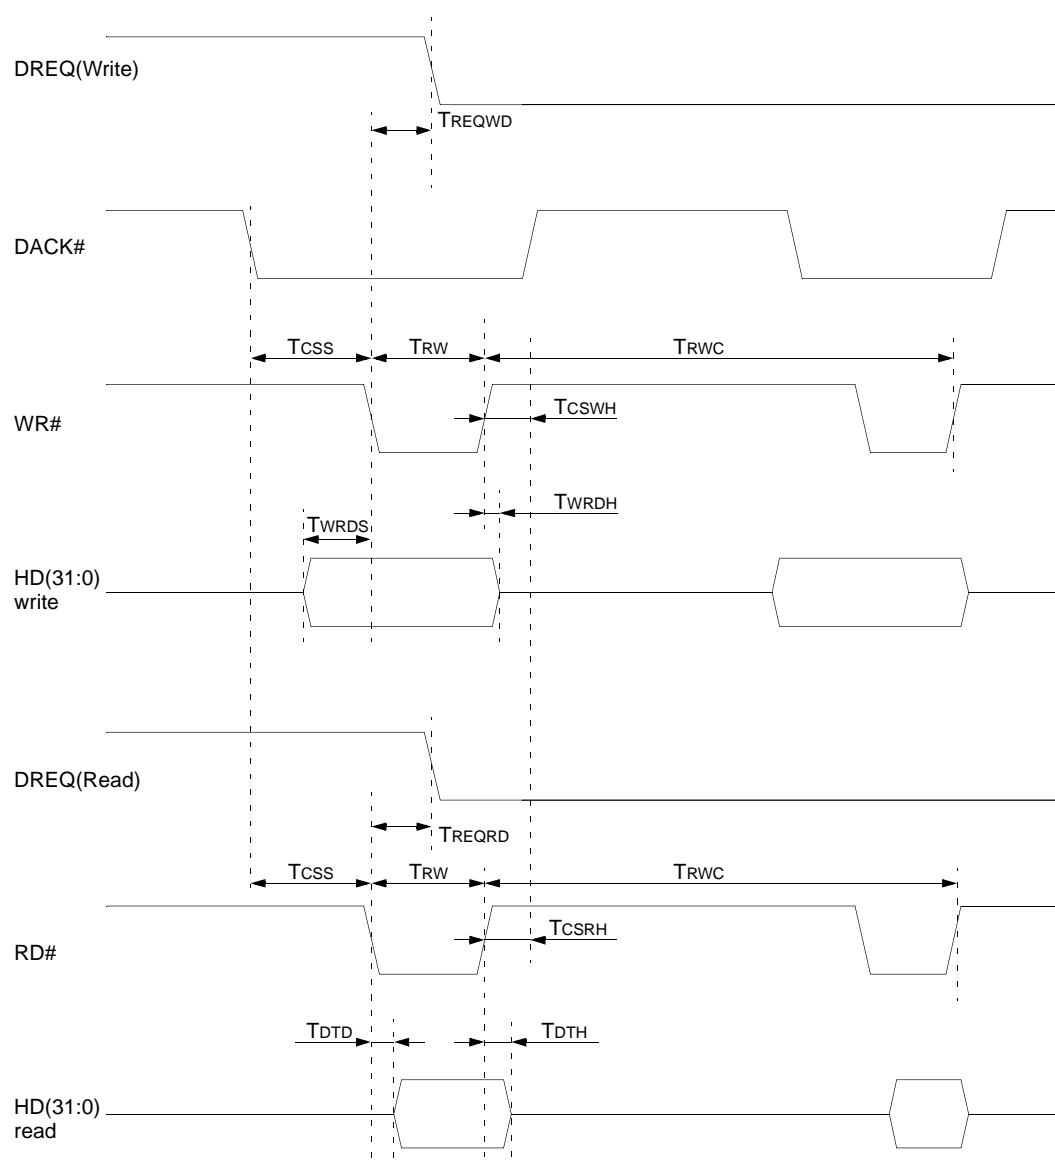 DREQ(Write)
TREQWD
DACK#
TCSS TRW TRWC
TCSWH
WR#
TWRDH
TWRDS
HD(31:0)
write
DREQ(Read)
TREQRD
TCSS TRW TRWC
TCSRH
RD#
TDTD TDTH
HD(31:0)
read